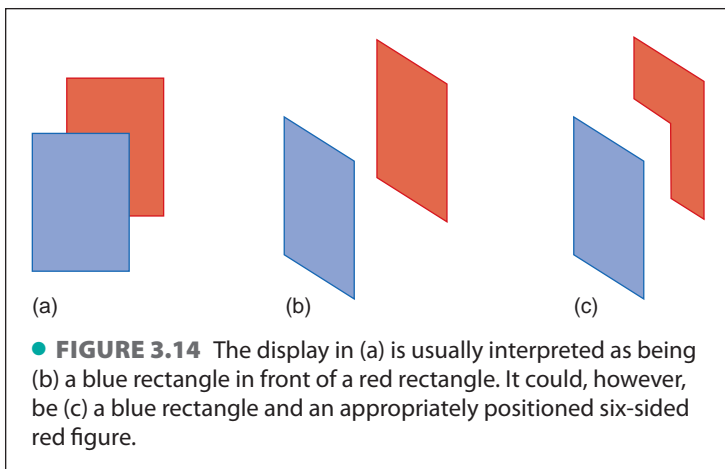 (a) (b) (c)
● FIGURE 3.14 The display in (a) is usually interpreted as being
(b) a blue rectangle in front of a red rectangle. It could, however,
be (c) a blue rectangle and an appropriately positioned six-sided
red figure.